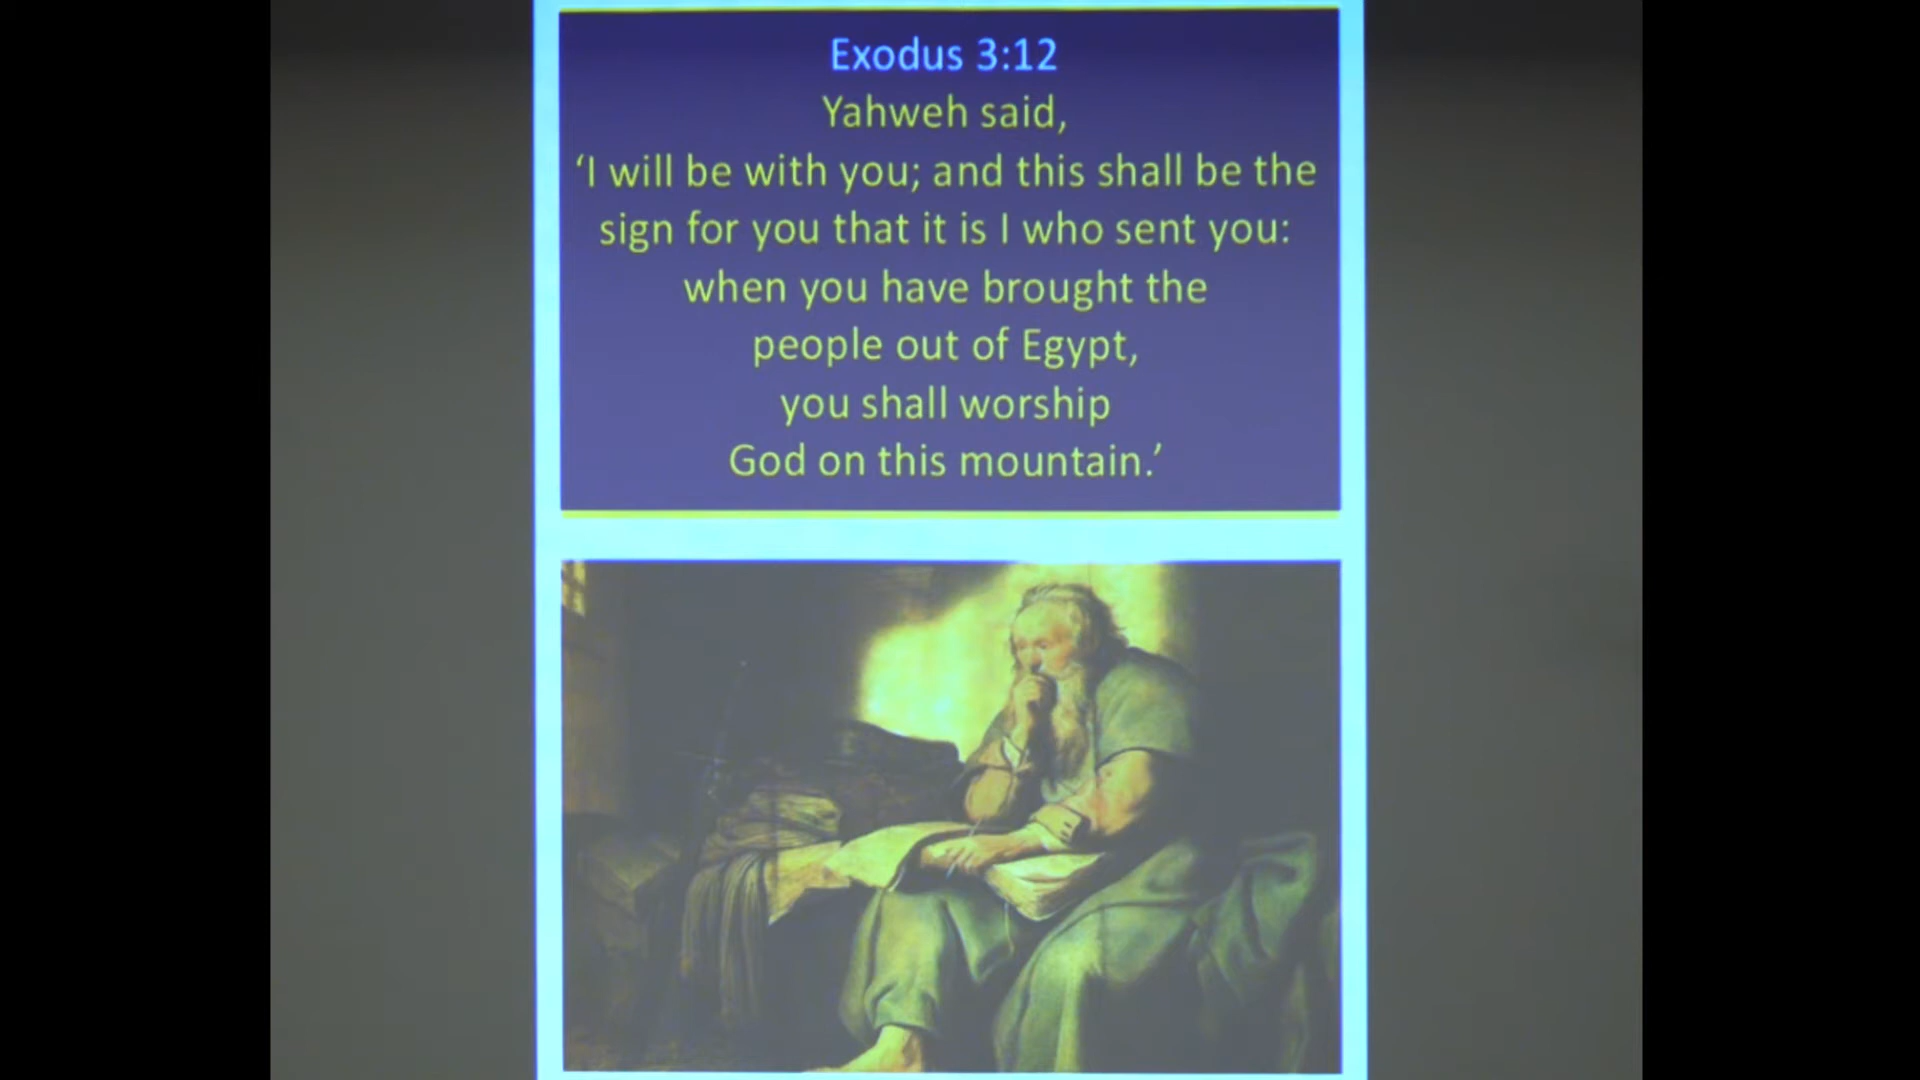 Exodus 3:12
Yahweh said,
‘I will be with you; and this shall be the
sign for you that it is I who sent you:
when you have brought the
people out of Egypt,
you shall worship
God on this mountain.’